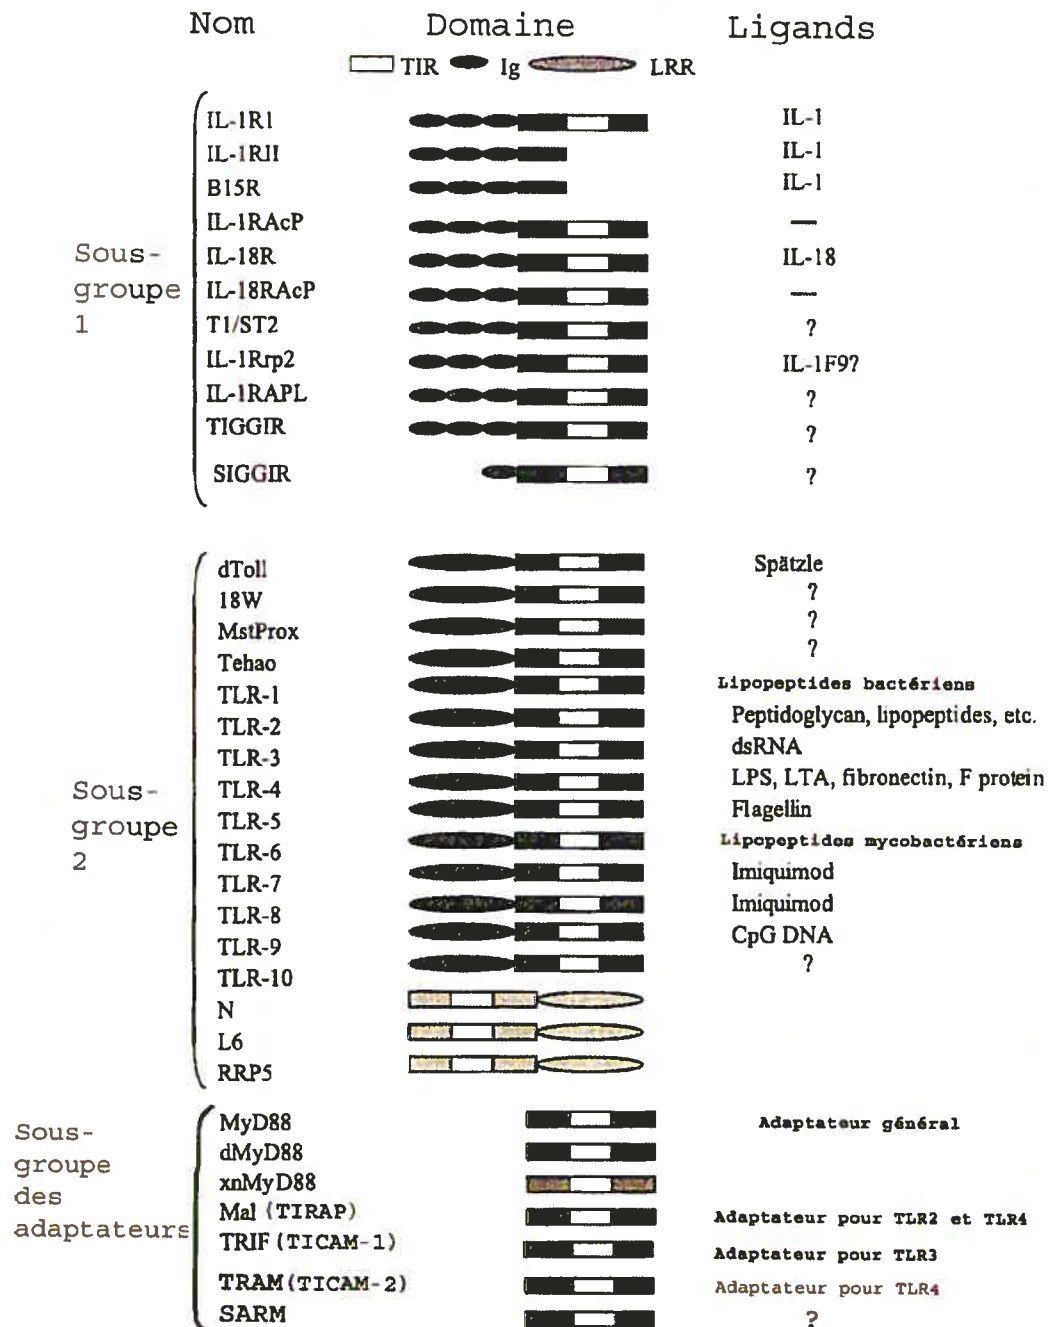 Nom Domaine Ligands
TIR Ig LRR
Sous-
groupe
1
IL-1RI IL-1
IL-1RII IL-1
B15R IL-1
IL-1RAcP —
IL-18R IL-18
IL-18RAcP —
T1/ST2 ?
IL-1Rrp2 IL-1F9?
IL-1RAPL ?
TIGGIR ?
SIGGIR ?
Sous-
groupe
2
dToll Spätzle
18W ?
MstProx ?
Tehao ?
TLR-1 Lipopeptides bactériens
TLR-2 Peptidoglycan, lipopeptides, etc.
TLR-3 dsRNA
TLR-4 LPS, LTA, fibronectin, F protein
TLR-5 Flagellin
TLR-6 Lipopeptides mycobactériens
TLR-7 Imiquimod
TLR-8 Imiquimod
TLR-9 CpG DNA
TLR-10 ?
N
L6
RRP5
Sous-
groupe
des
adaptateurs
MyD88 Adaptateur général
dMyD88
xnMyD88
Mal (TIRAP) Adaptateur pour TLR2 et TLR4
TRIF (TICAM-1) Adaptateur pour TLR3
TRAM (TICAM-2) Adaptateur pour TLR4
SARM ?